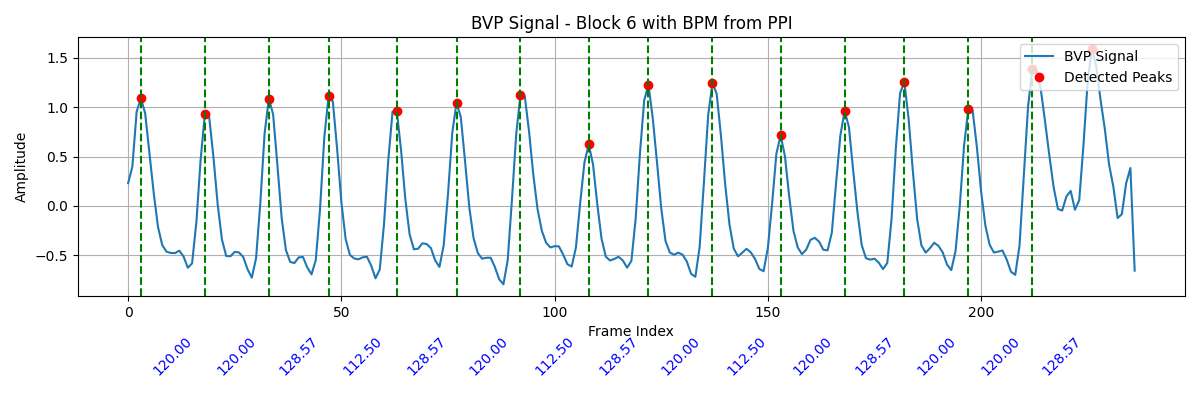 BVP Signal - Block 6 with BPM from PPI
Amplitude
1.5
1.0
0.5
0.0
−0.5
BVP Signal
Detected Peaks
0 50 100 150 200
Frame Index
120.00 120.00 128.57 112.50 128.57 120.00 112.50 128.57 120.00 112.50 120.00 128.57 120.00 120.00 128.57